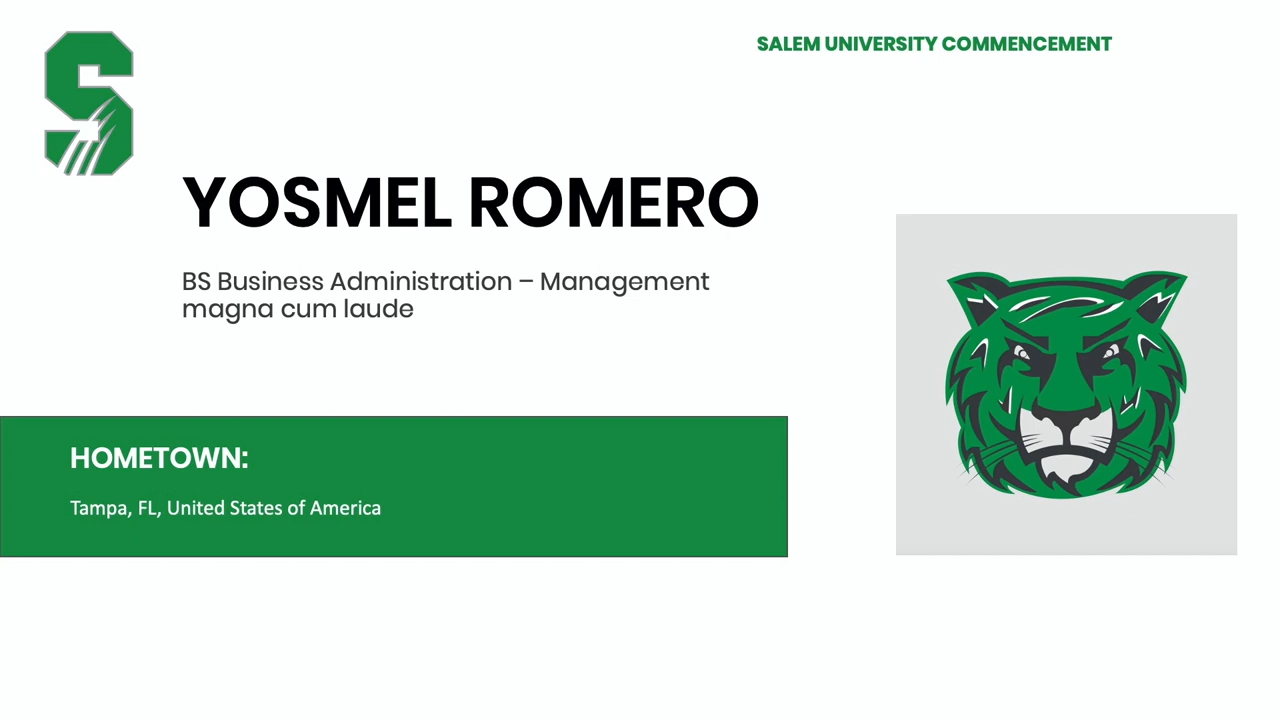 S
SALEM UNIVERSITY COMMENCEMENT
YOSMEL ROMERO
BS Business Administration – Management
magna cum laude
HOMETOWN:
Tampa, FL, United States of America